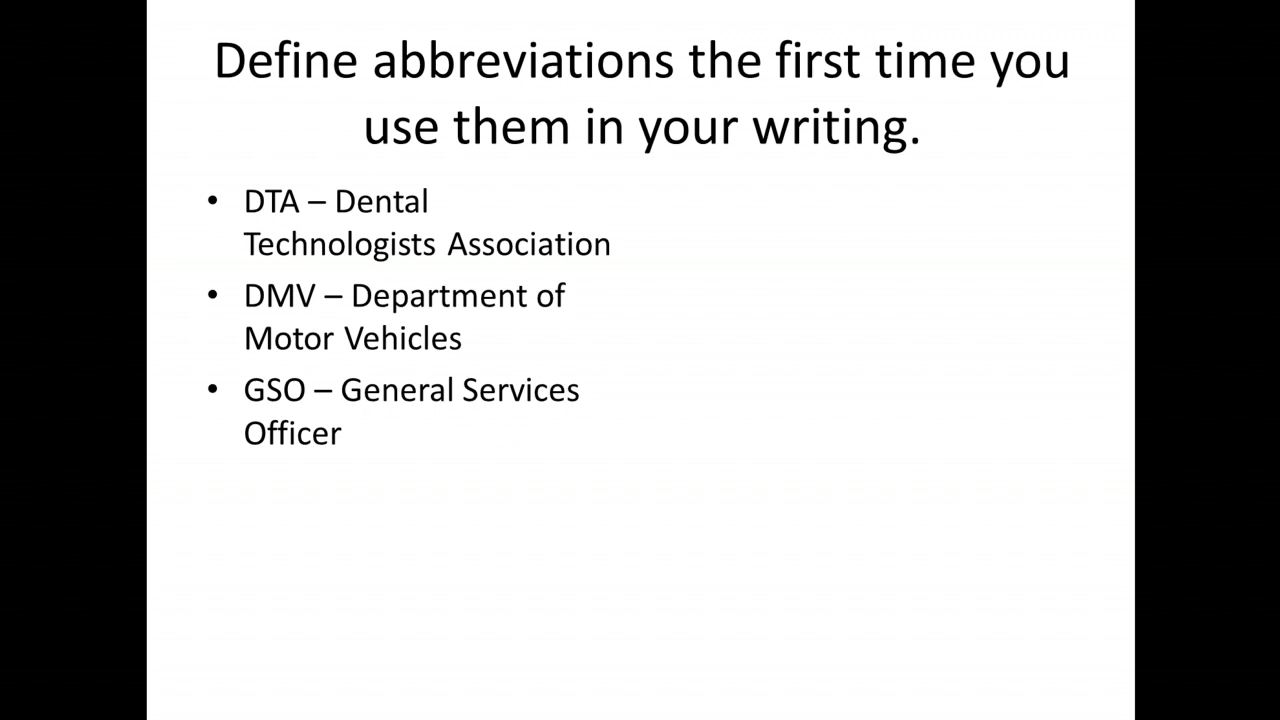 Define abbreviations the first time you
use them in your writing.
• DTA – Dental
Technologists Association
• DMV – Department of
Motor Vehicles
• GSO – General Services
Officer